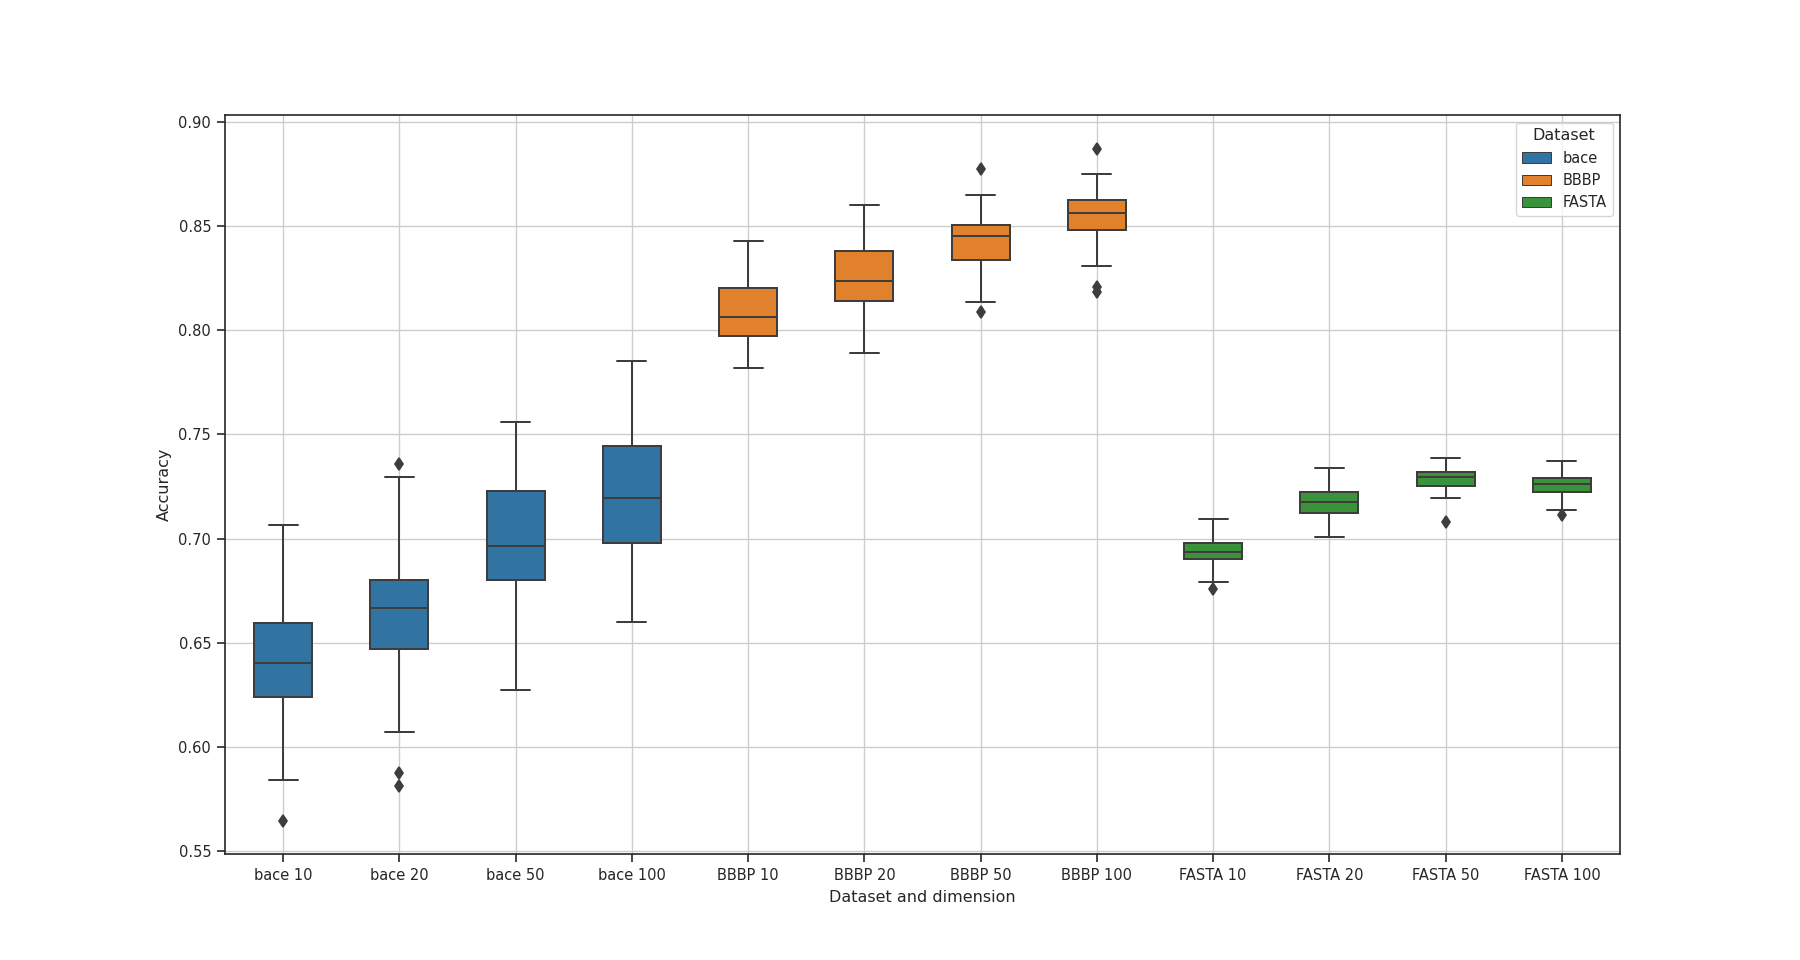 0.90
0.85
0.80
0.75
0.70
0.65
0.60
0.55
Accuracy
bace 10 bace 20 bace 50 bace 100 BBBP 10 BBBP 20 BBBP 50 BBBP 100 FASTA 10 FASTA 20 FASTA 50 FASTA 100
Dataset and dimension
Dataset
bace
BBBP
FASTA